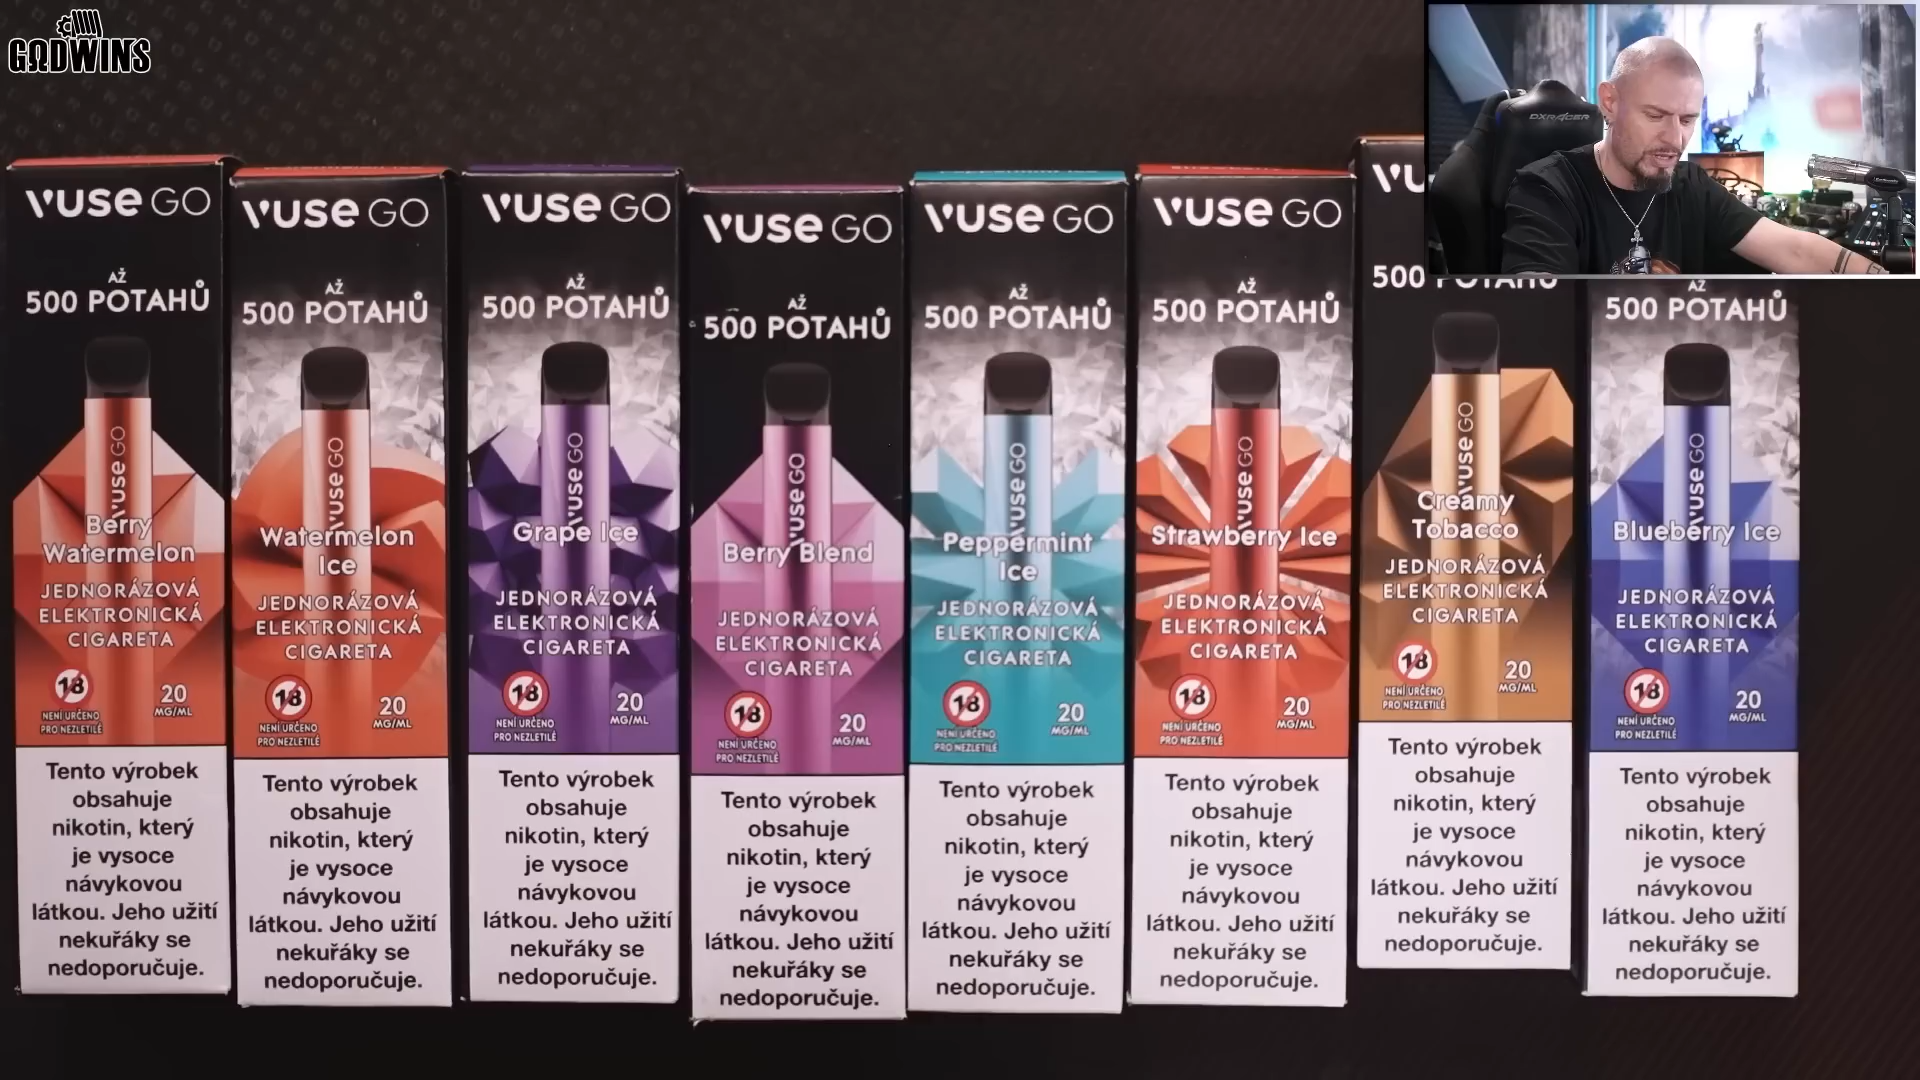 GΩDWINS
DXRACER
VUSE GO
AŽ
500 POTAHŮ
VUSE GO
Berry
Watermelon
JEDNORÁZOVÁ
ELEKTRONICKÁ
CIGARETA
18
NENÍ URČENO
PRO NEZLETILÉ
20
MG/ML
Tento výrobek
obsahuje
nikotin, který
je vysoce
návykovou
látkou. Jeho užití
nekuřáky se
nedoporučuje.
VUSE GO
AŽ
500 POTAHŮ
VUSE GO
Watermelon
Ice
JEDNORÁZOVÁ
ELEKTRONICKÁ
CIGARETA
18
NENÍ URČENO
PRO NEZLETILÉ
20
MG/ML
Tento výrobek
obsahuje
nikotin, který
je vysoce
návykovou
látkou. Jeho užití
nekuřáky se
nedoporučuje.
VUSE GO
AŽ
500 POTAHŮ
VUSE GO
Grape Ice
JEDNORÁZOVÁ
ELEKTRONICKÁ
CIGARETA
18
NENÍ URČENO
PRO NEZLETILÉ
20
MG/ML
Tento výrobek
obsahuje
nikotin, který
je vysoce
návykovou
látkou. Jeho užití
nekuřáky se
nedoporučuje.
VUSE GO
AŽ
500 POTAHŮ
VUSE GO
Berry Blend
JEDNORÁZOVÁ
ELEKTRONICKÁ
CIGARETA
18
NENÍ URČENO
PRO NEZLETILÉ
20
MG/ML
Tento výrobek
obsahuje
nikotin, který
je vysoce
návykovou
látkou. Jeho užití
nekuřáky se
nedoporučuje.
VUSE GO
AŽ
500 POTAHŮ
VUSE GO
Peppermint
Ice
JEDNORÁZOVÁ
ELEKTRONICKÁ
CIGARETA
18
NENÍ URČENO
PRO NEZLETILÉ
20
MG/ML
Tento výrobek
obsahuje
nikotin, který
je vysoce
návykovou
látkou. Jeho užití
nekuřáky se
nedoporučuje.
VUSE GO
AŽ
500 POTAHŮ
VUSE GO
Strawberry Ice
JEDNORÁZOVÁ
ELEKTRONICKÁ
CIGARETA
18
NENÍ URČENO
PRO NEZLETILÉ
20
MG/ML
Tento výrobek
obsahuje
nikotin, který
je vysoce
návykovou
látkou. Jeho užití
nekuřáky se
nedoporučuje.
VU
500 POTAHŮ
VUSE GO
Creamy
Tobacco
JEDNORÁZOVÁ
ELEKTRONICKÁ
CIGARETA
18
NENÍ URČENO
PRO NEZLETILÉ
20
MG/ML
Tento výrobek
obsahuje
nikotin, který
je vysoce
návykovou
látkou. Jeho užití
nekuřáky se
nedoporučuje.
AŽ
500 POTAHŮ
VUSE GO
Blueberry Ice
JEDNORÁZOVÁ
ELEKTRONICKÁ
CIGARETA
18
NENÍ URČENO
PRO NEZLETILÉ
20
MG/ML
Tento výrobek
obsahuje
nikotin, který
je vysoce
návykovou
látkou. Jeho užití
nekuřáky se
nedoporučuje.